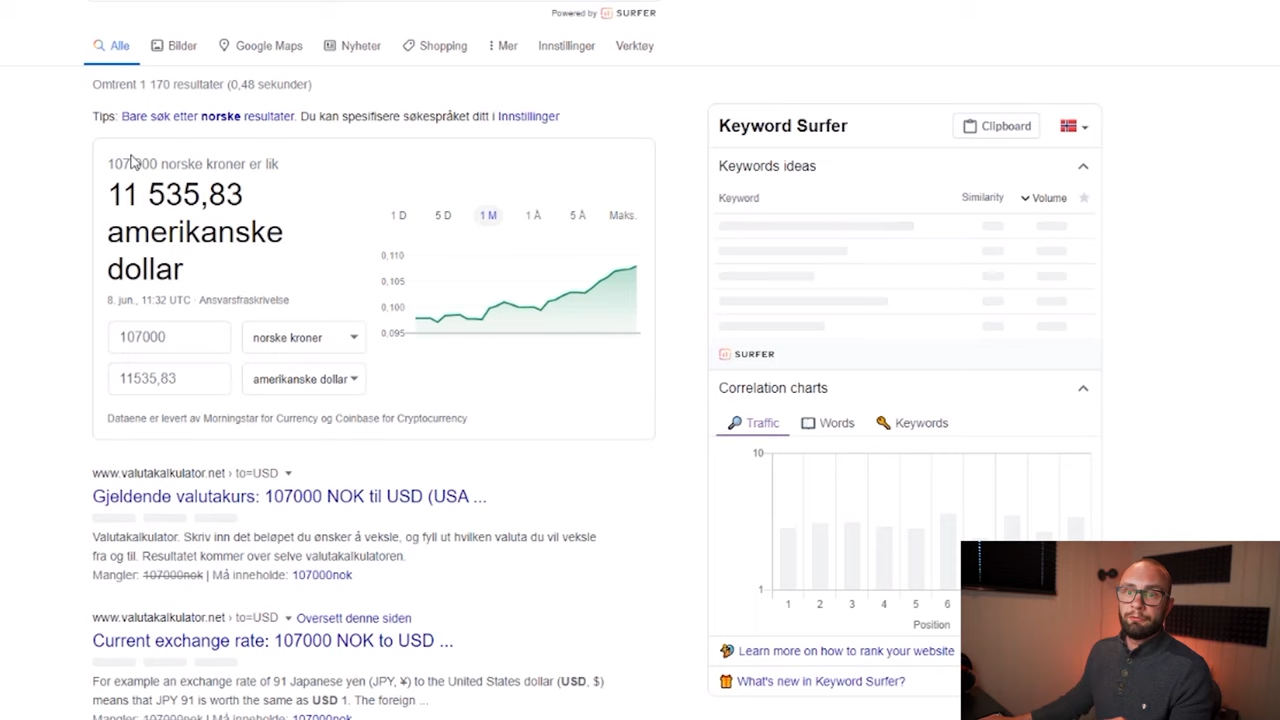 Powered by SURFER
Alle Bilder Google Maps Nyheter Shopping Mer Innstillinger Verktøy
Omtrent 1 170 resultater (0,48 sekunder)
Tips: Bare søk etter norske resultater. Du kan spesifisere søkespråket ditt i Innstillinger
107000 norske kroner er lik
11 535,83
amerikanske
dollar
8. jun., 11:32 UTC · Ansvarsfraskrivelse
107000 norske kroner
11535,83 amerikanske dollar
1 D 5 D 1 M 1 Å 5 Å Maks.
0,110
0,105
0,100
0,095
Dataene er levert av Morningstar for Currency og Coinbase for Cryptocurrency
www.valutakalkulator.net › to=USD
Gjeldende valutakurs: 107000 NOK til USD (USA ...
Valutakalkulator. Skriv inn det beløpet du ønsker å veksle, og fyll ut hvilken valuta du vil veksle
fra og til. Resultatet kommer over selve valutakalkulatoren.
Mangler: 107000nok | Må inneholde: 107000nok
www.valutakalkulator.net › to=USD Oversett denne siden
Current exchange rate: 107000 NOK to USD ...
For example an exchange rate of 91 Japanese yen (JPY, ¥) to the United States dollar (USD, $)
means that JPY 91 is worth the same as USD 1. The foreign ...
Mangler: 107000nok | Må inneholde: 107000nok
Keyword Surfer Clipboard
Keywords ideas
Keyword Similarity Volume
SURFER
Correlation charts
Traffic Words Keywords
10
1
1 2 3 4 5 6
Position
Learn more on how to rank your website
What's new in Keyword Surfer?